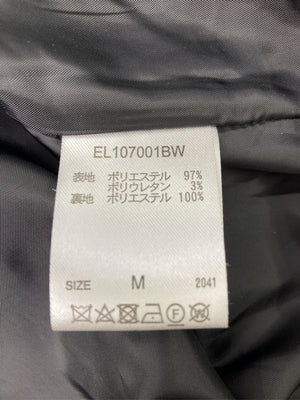 EL107001BW
表地 ポリエステル 97%
ポリウレタン 3%
裏地 ポリエステル 100%
SIZE M 2041